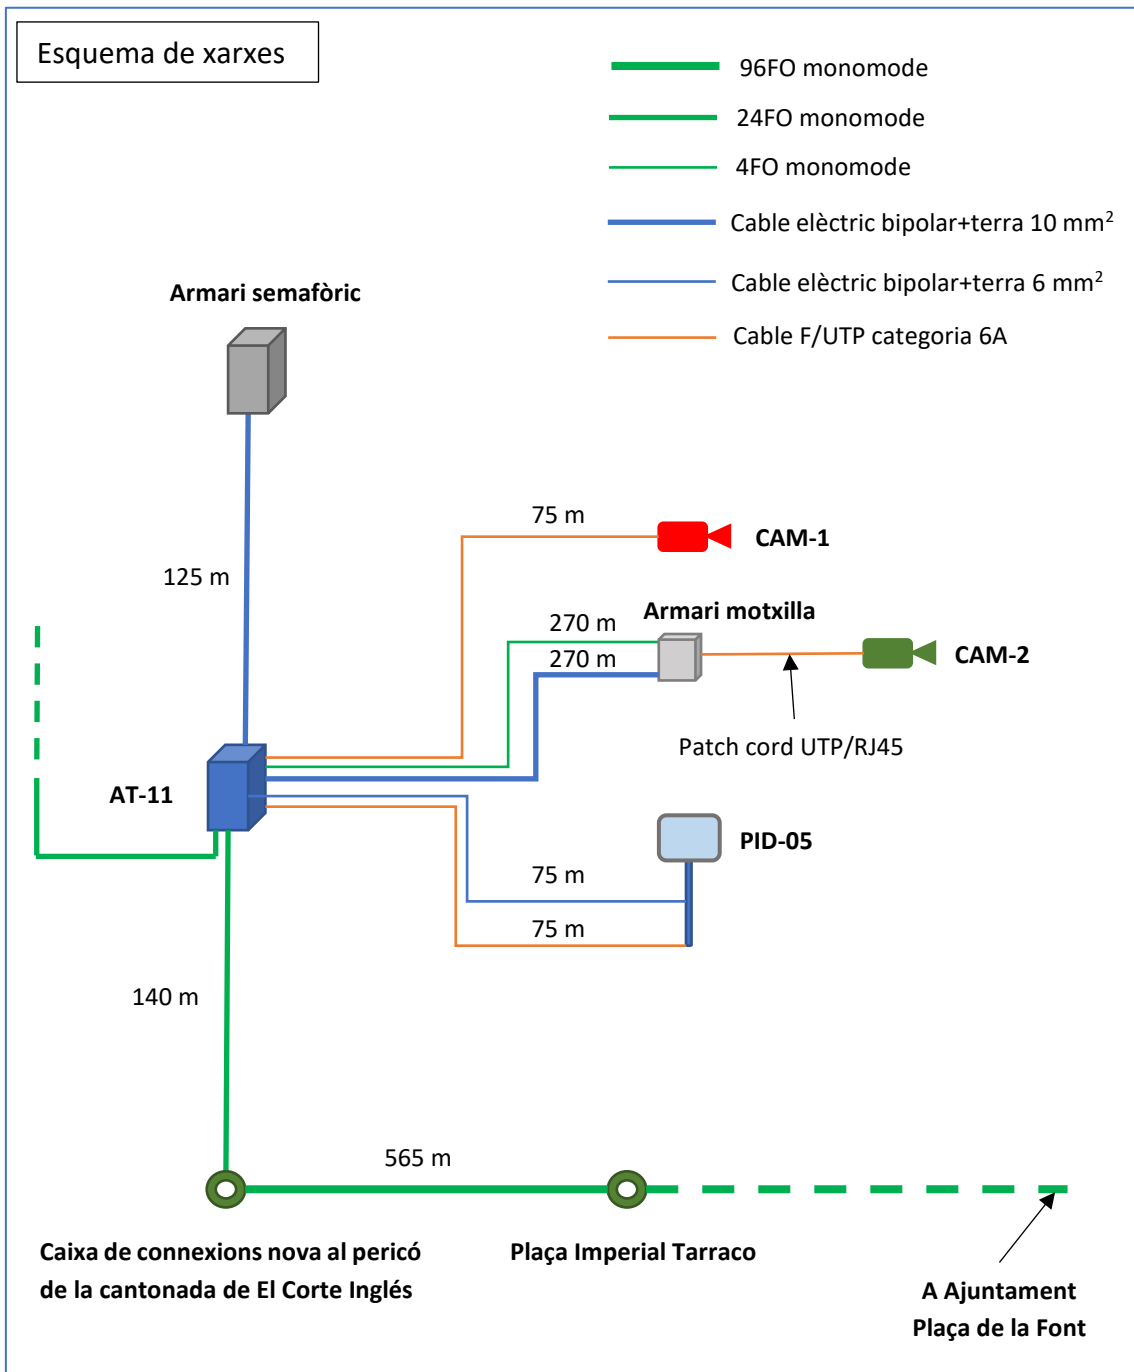 Esquema de xarxes
96FO monomode
24FO monomode
4FO monomode
Cable elèctric bipolar+terra 10 mm²
Cable elèctric bipolar+terra 6 mm²
Cable F/UTP categoria 6A
Armari semafòric
75 m
CAM-1
125 m
Armari motxilla
270 m
270 m
CAM-2
Patch cord UTP/RJ45
AT-11
PID-05
75 m
75 m
140 m
565 m
Caixa de connexions nova al pericó
de la cantonada de El Corte Inglés
Plaça Imperial Tarraco
A Ajuntament
Plaça de la Font